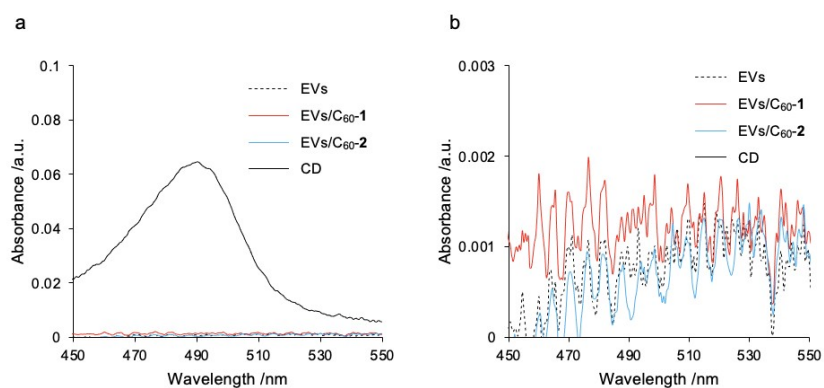 a
Absorbance /a.u.
0.1
0.08
0.06
0.04
0.02
0
450 470 490 510 530 550
Wavelength /nm
EVs
EVs/C₆₀-1
EVs/C₆₀-2
CD
b
Absorbance /a.u.
0.003
0.002
0.001
0
450 470 490 510 530 550
Wavelength /nm
EVs
EVs/C₆₀-1
EVs/C₆₀-2
CD